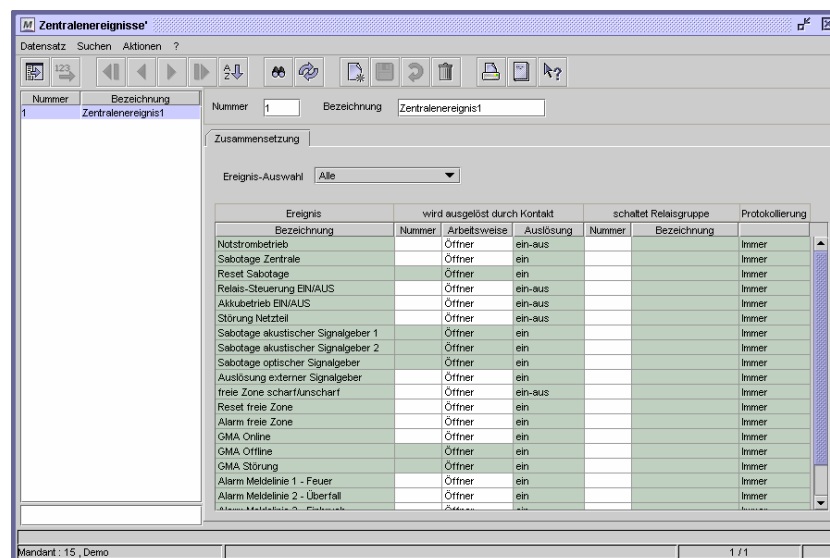 Zentralenereignisse'
Datensatz Suchen Aktionen ?
123
A
Z
?
Nummer Bezeichnung
1 Zentralenereignis1
Nummer 1 Bezeichnung Zentralenereignis1
Zusammensetzung
Ereignis-Auswahl Alle
Ereignis wird ausgelöst durch Kontakt schaltet Relaisgruppe Protokollierung
Bezeichnung Nummer Arbeitsweise Auslösung Nummer Bezeichnung
Notstrombetrieb Öffner ein-aus Immer
Sabotage Zentrale Öffner ein Immer
Reset Sabotage Öffner ein Immer
Relais-Steuerung EIN/AUS Öffner ein-aus Immer
Akkubetrieb EIN/AUS Öffner ein-aus Immer
Störung Netzteil Öffner ein-aus Immer
Sabotage akustischer Signalgeber 1 Öffner ein Immer
Sabotage akustischer Signalgeber 2 Öffner ein Immer
Sabotage optischer Signalgeber Öffner ein Immer
Auslösung externer Signalgeber Öffner ein Immer
freie Zone scharf/unscharf Öffner ein-aus Immer
Reset freie Zone Öffner ein Immer
Alarm freie Zone Öffner ein Immer
GMA Online Öffner ein Immer
GMA Offline Öffner ein Immer
GMA Störung Öffner ein Immer
Alarm Meldelinie 1 - Feuer Öffner ein Immer
Alarm Meldelinie 2 - Überfall Öffner ein Immer
Mandant : 15 , Demo 1 / 1